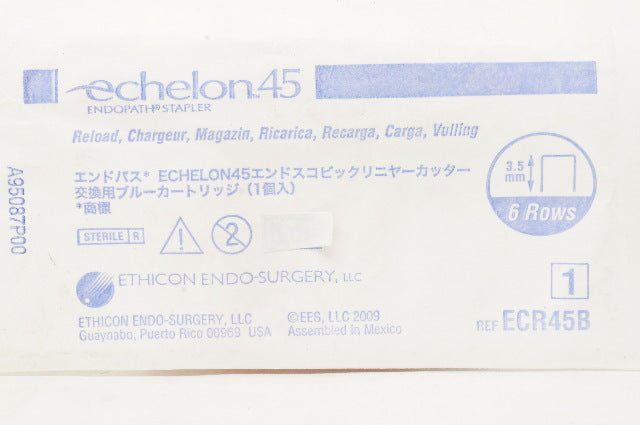 echelon 45
ENDOPATH® STAPLER
Reload, Chargeur, Magazin, Ricarica, Recarga, Carga, Vulling
エンドパス* ECHELON45エンドスコピックリニヤーカッター
交換用ブルーカートリッジ (1個入)
*商標
3.5 mm
6 Rows
STERILE R
2
A95087P00
ETHICON ENDO-SURGERY, LLC
1
ETHICON ENDO-SURGERY, LLC
Guaynabo, Puerto Rico 00969 USA
©EES, LLC 2009
Assembled in Mexico
REF ECR45B